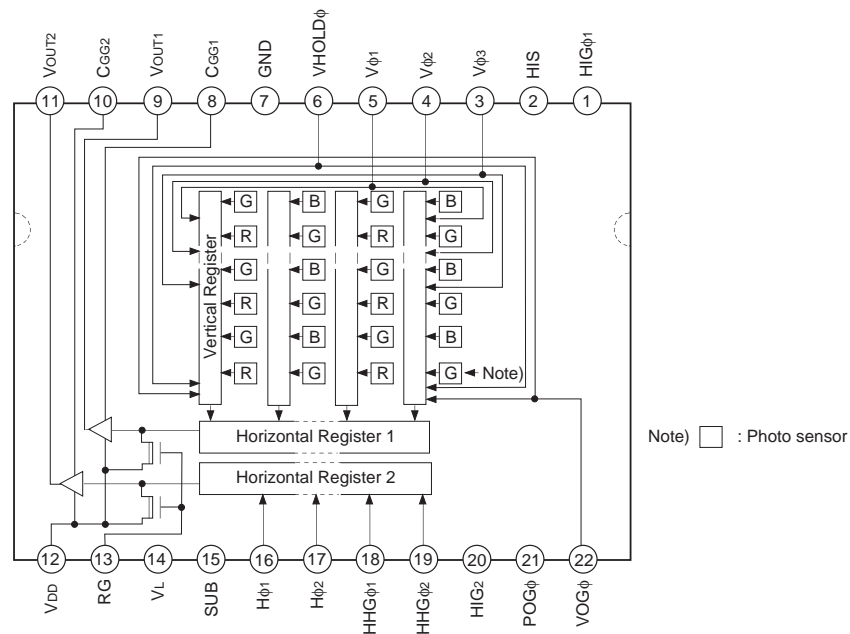 VOUT2 CGG2 VOUT1 CGG1 GND VHOLDϕ Vϕ1 Vϕ2 Vϕ3 HIS HIGϕ1
11 10 9 8 7 6 5 4 3 2 1
Vertical Register
G B G B
R G R G
G B G B
R G R G
G B G B
R G R G Note)
Horizontal Register 1
Note) : Photo sensor
Horizontal Register 2
12 13 14 15 16 17 18 19 20 21 22
VDD RG VL SUB Hϕ1 Hϕ2 HHGϕ1 HHGϕ2 HIG2 POGϕ VOGϕ